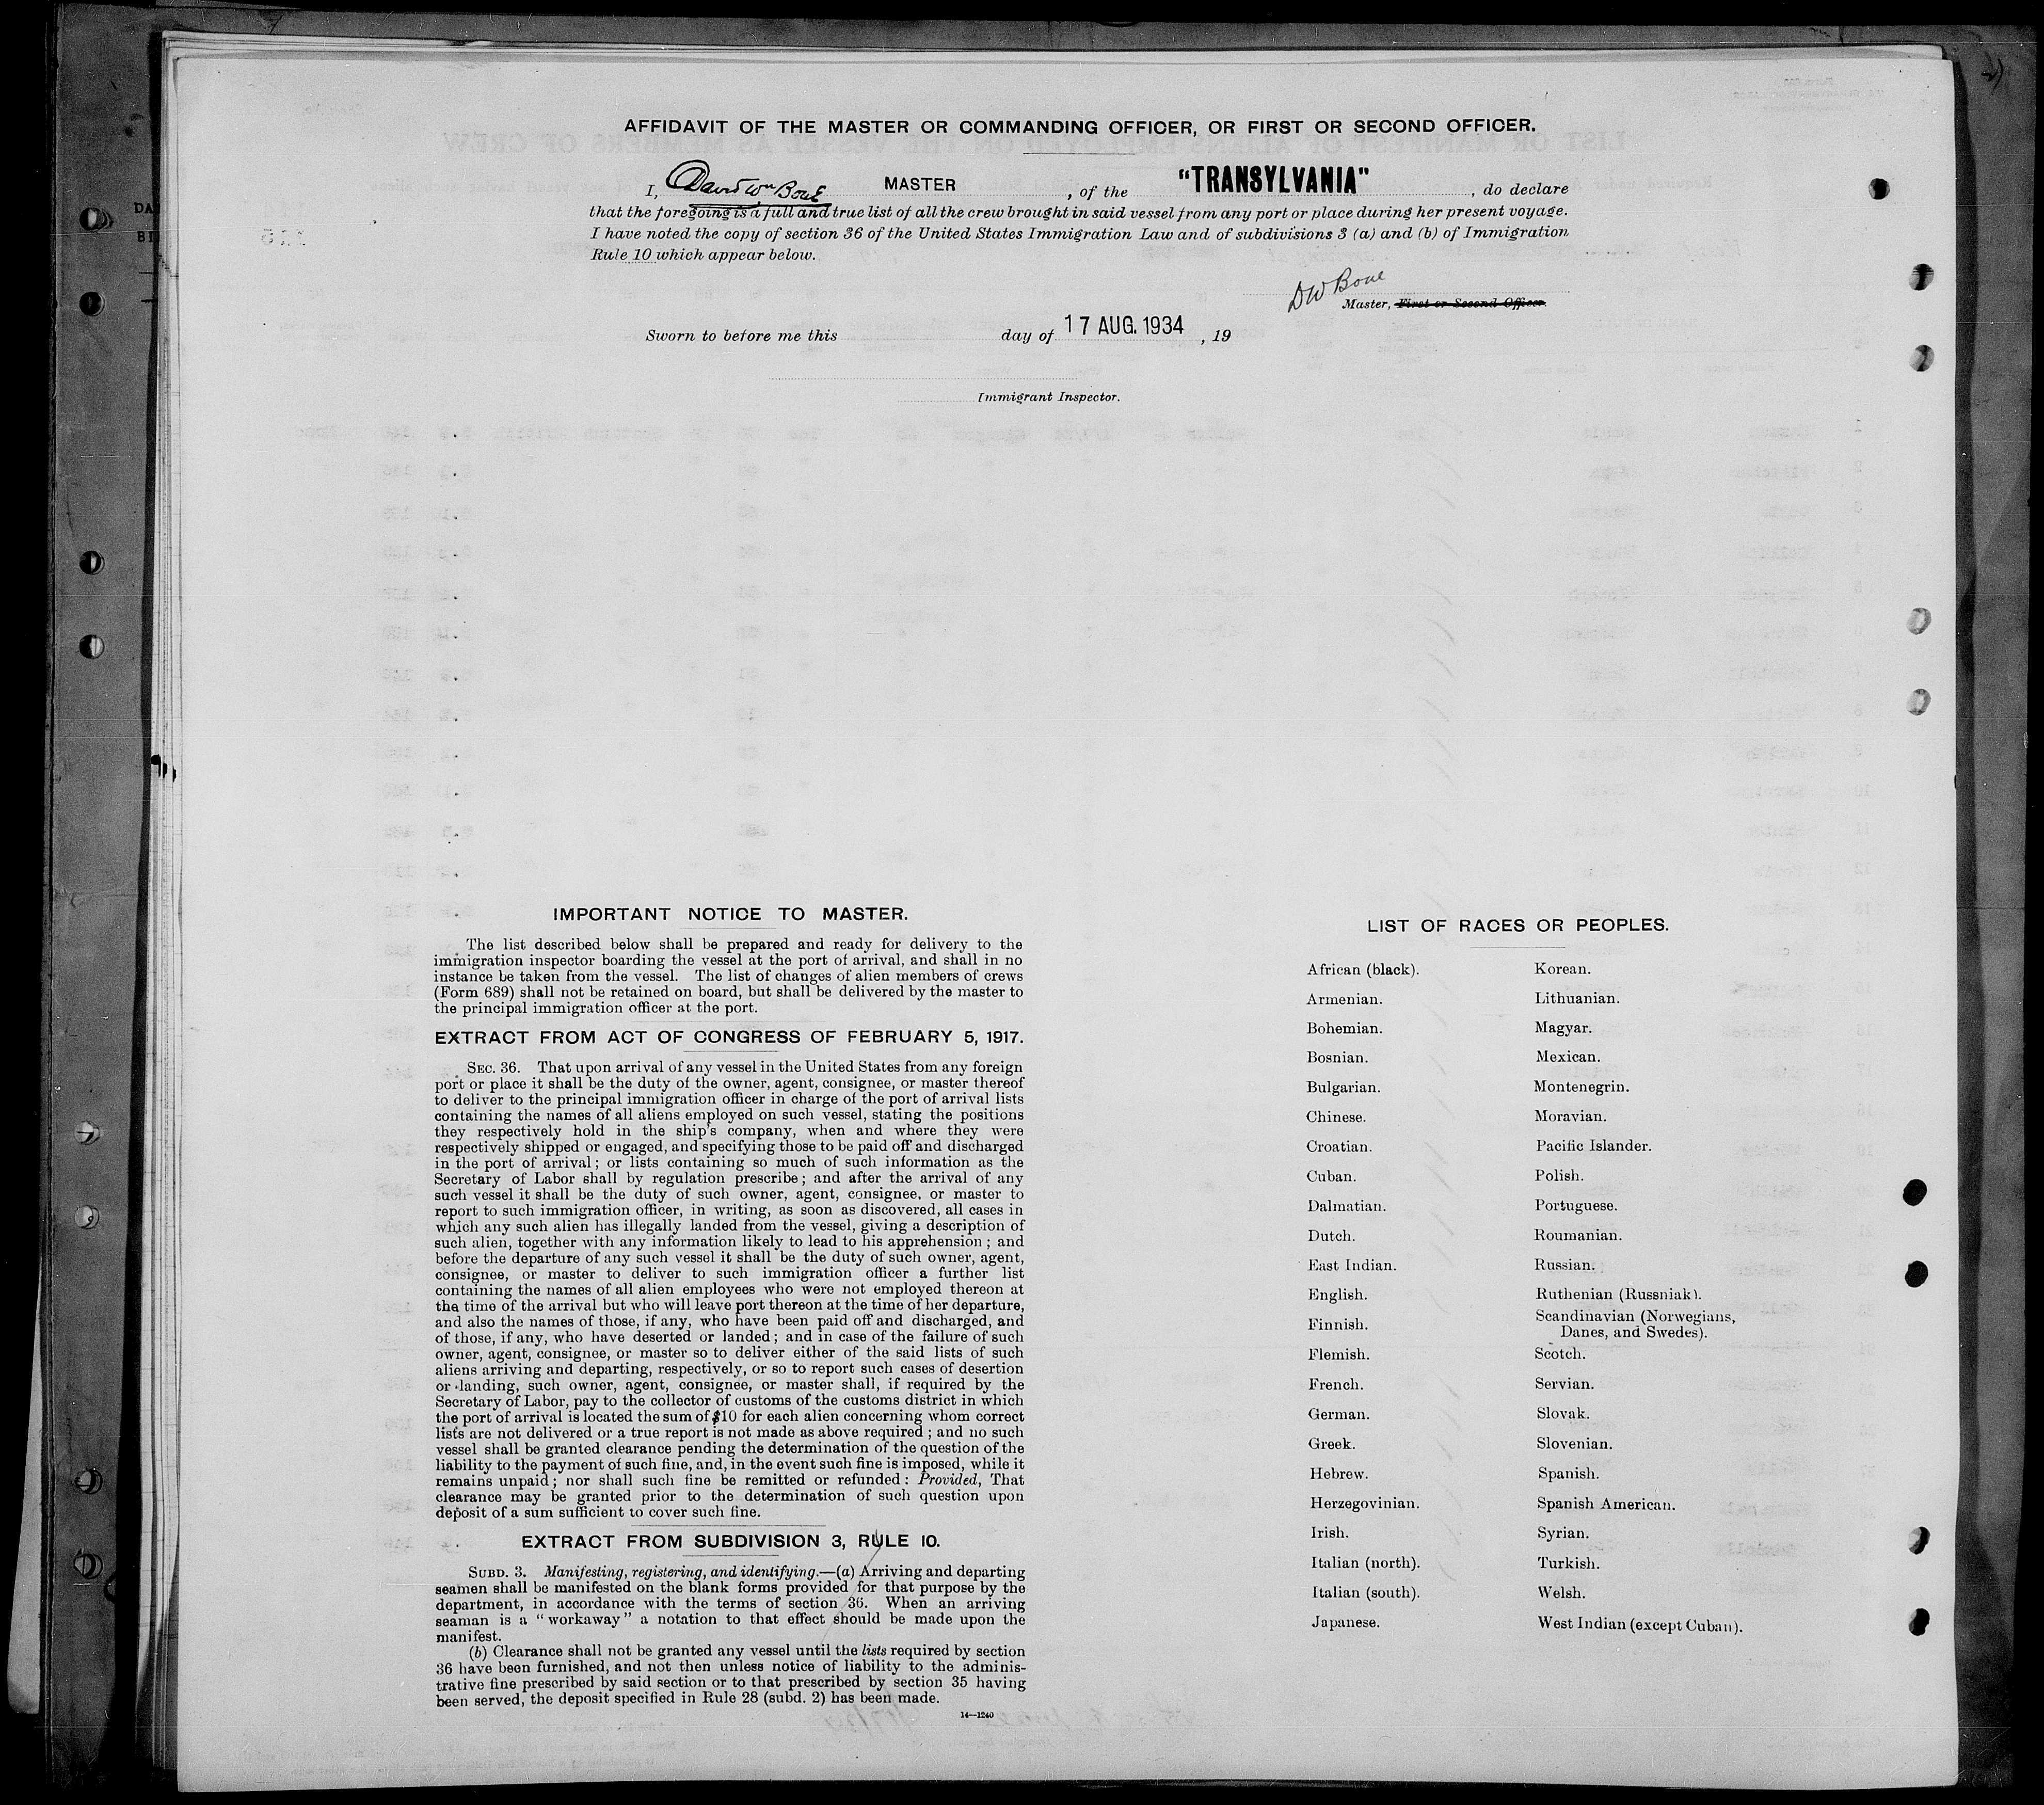 AFFIDAVIT OF THE MASTER OR COMMANDING OFFICER, OR FIRST OR SECOND OFFICER.
I, David Wm Bone MASTER, of the "TRANSYLVANIA", do declare
that the foregoing is a full and true list of all the crew brought in said vessel from any port or place during her present voyage.
I have noted the copy of section 36 of the United States Immigration Law and of subdivisions 3 (a) and (b) of Immigration
Rule 10 which appear below.
DW Bone
Master, First or Second Officer.
Sworn to before me this day of 17 AUG. 1934, 19
Immigrant Inspector.
IMPORTANT NOTICE TO MASTER.
The list described below shall be prepared and ready for delivery to the
immigration inspector boarding the vessel at the port of arrival, and shall in no
instance be taken from the vessel. The list of changes of alien members of crews
(Form 689) shall not be retained on board, but shall be delivered by the master to
the principal immigration officer at the port.
EXTRACT FROM ACT OF CONGRESS OF FEBRUARY 5, 1917.
SEC. 36. That upon arrival of any vessel in the United States from any foreign
port or place it shall be the duty of the owner, agent, consignee, or master thereof
to deliver to the principal immigration officer in charge of the port of arrival lists
containing the names of all aliens employed on such vessel, stating the positions
they respectively hold in the ship's company, when and where they were
respectively shipped or engaged, and specifying those to be paid off and discharged
in the port of arrival; or lists containing so much of such information as the
Secretary of Labor shall by regulation prescribe; and after the arrival of any
such vessel it shall be the duty of such owner, agent, consignee, or master to
report to such immigration officer, in writing, as soon as discovered, all cases in
which any such alien has illegally landed from the vessel, giving a description of
such alien, together with any information likely to lead to his apprehension; and
before the departure of any such vessel it shall be the duty of such owner, agent,
consignee, or master to deliver to such immigration officer a further list
containing the names of all alien employees who were not employed thereon at
the time of the arrival but who will leave port thereon at the time of her departure,
and also the names of those, if any, who have been paid off and discharged, and
of those, if any, who have deserted or landed; and in case of the failure of such
owner, agent, consignee, or master so to deliver either of the said lists of such
aliens arriving and departing, respectively, or so to report such cases of desertion
or landing, such owner, agent, consignee, or master shall, if required by the
Secretary of Labor, pay to the collector of customs of the customs district in which
the port of arrival is located the sum of $10 for each alien concerning whom correct
lists are not delivered or a true report is not made as above required; and no such
vessel shall be granted clearance pending the determination of the question of the
liability to the payment of such fine, and, in the event such fine is imposed, while it
remains unpaid; nor shall such fine be remitted or refunded: Provided, That
clearance may be granted prior to the determination of such question upon
deposit of a sum sufficient to cover such fine.
EXTRACT FROM SUBDIVISION 3, RULE 10.
SUBD. 3. Manifesting, registering, and identifying.—(a) Arriving and departing
seamen shall be manifested on the blank forms provided for that purpose by the
department, in accordance with the terms of section 36. When an arriving
seaman is a "workaway" a notation to that effect should be made upon the
manifest.
(b) Clearance shall not be granted any vessel until the lists required by section
36 have been furnished, and not then unless notice of liability to the adminis-
trative fine prescribed by said section or to that prescribed by section 35 having
been served, the deposit specified in Rule 28 (subd. 2) has been made.
14—1240
LIST OF RACES OR PEOPLES.
African (black). Korean.
Armenian. Lithuanian.
Bohemian. Magyar.
Bosnian. Mexican.
Bulgarian. Montenegrin.
Chinese. Moravian.
Croatian. Pacific Islander.
Cuban. Polish.
Dalmatian. Portuguese.
Dutch. Roumanian.
East Indian. Russian.
English. Ruthenian (Russniak).
Finnish. Scandinavian (Norwegians,
Danes, and Swedes).
Flemish. Scotch.
French. Servian.
German. Slovak.
Greek. Slovenian.
Hebrew. Spanish.
Herzegovinian. Spanish American.
Irish. Syrian.
Italian (north). Turkish.
Italian (south). Welsh.
Japanese. West Indian (except Cuban).